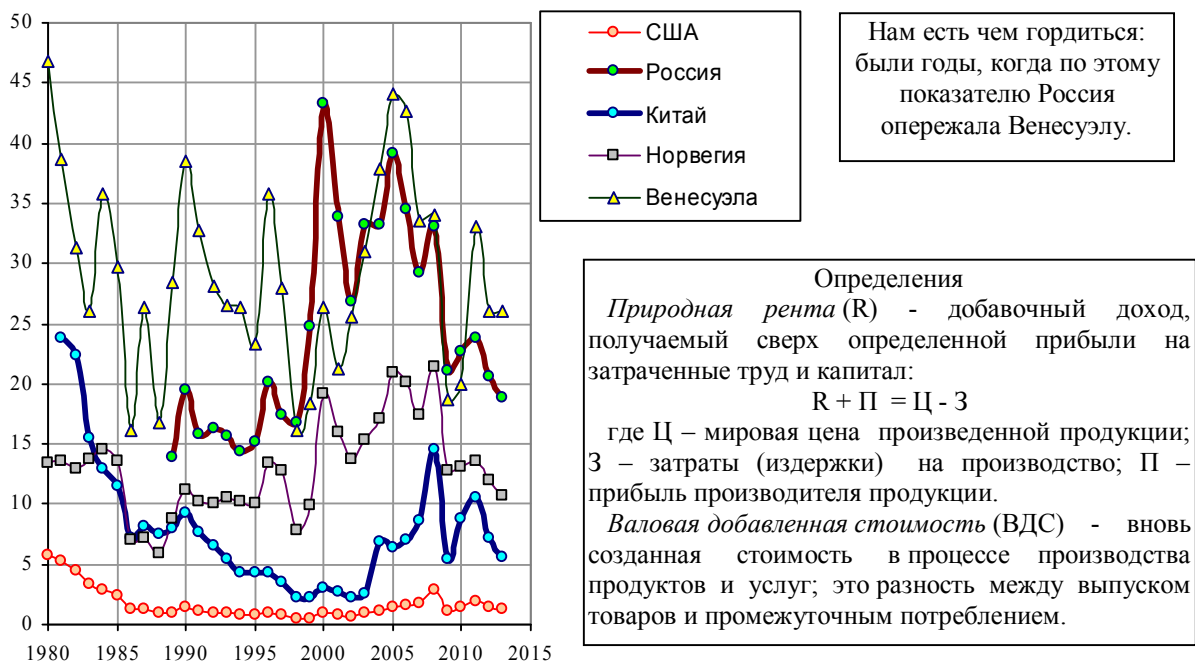 50
45
40
35
30
25
20
15
10
5
0
1980 1985 1990 1995 2000 2005 2010 2015
США
Россия
Китай
Норвегия
Венесуэла
Нам есть чем гордиться:
были годы, когда по этому
показателю Россия
опережала Венесуэлу.
Определения
Природная рента (R) - добавочный доход,
получаемый сверх определенной прибыли на
затраченные труд и капитал:
R + П = Ц - З
где Ц – мировая цена произведенной продукции;
З – затраты (издержки) на производство; П –
прибыль производителя продукции.
Валовая добавленная стоимость (ВДС) - вновь
созданная стоимость в процессе производства
продуктов и услуг; это разность между выпуском
товаров и промежуточным потреблением.